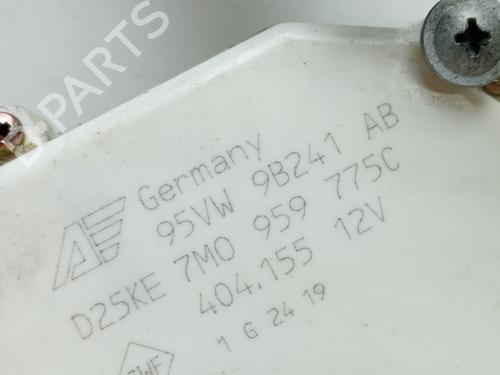 PARTS
Germany
95VW 9B241 AB
D25KE 7M0 959 775C
404.155 12V
1 G 24 19
SWF